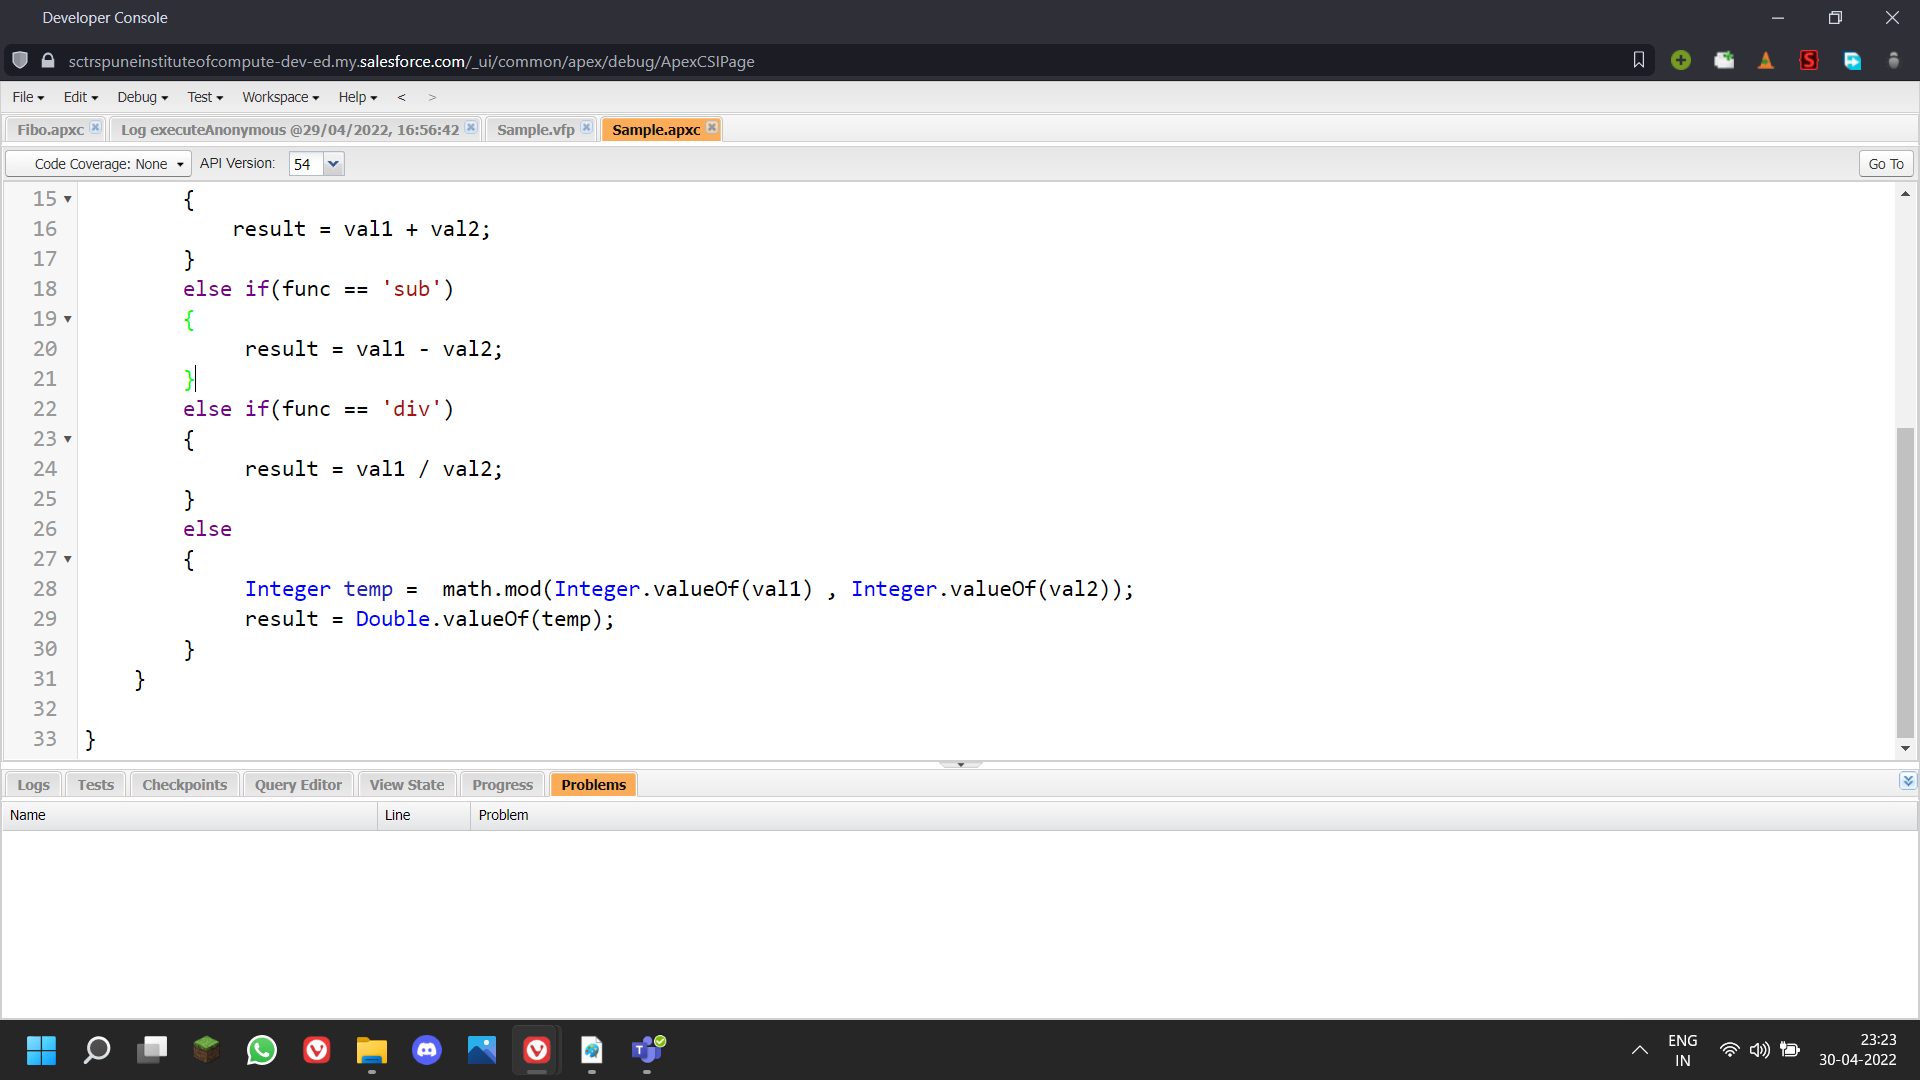 Developer Console
sctrspuneinstituteofcompute-dev-ed.my.salesforce.com/_ui/common/apex/debug/ApexCSIPage
File Edit Debug Test Workspace Help < >
Fibo.apxc Log executeAnonymous @29/04/2022, 16:56:42 Sample.vfp Sample.apxc
Code Coverage: None API Version: 54 Go To
15 {
16 result = val1 + val2;
17 }
18 else if(func == 'sub')
19 {
20 result = val1 - val2;
21 }
22 else if(func == 'div')
23 {
24 result = val1 / val2;
25 }
26 else
27 {
28 Integer temp =  math.mod(Integer.valueOf(val1) , Integer.valueOf(val2));
29 result = Double.valueOf(temp);
30 }
31 }
32
33 }
Logs Tests Checkpoints Query Editor View State Progress Problems
Name Line Problem
ENG 23:23
IN 30-04-2022